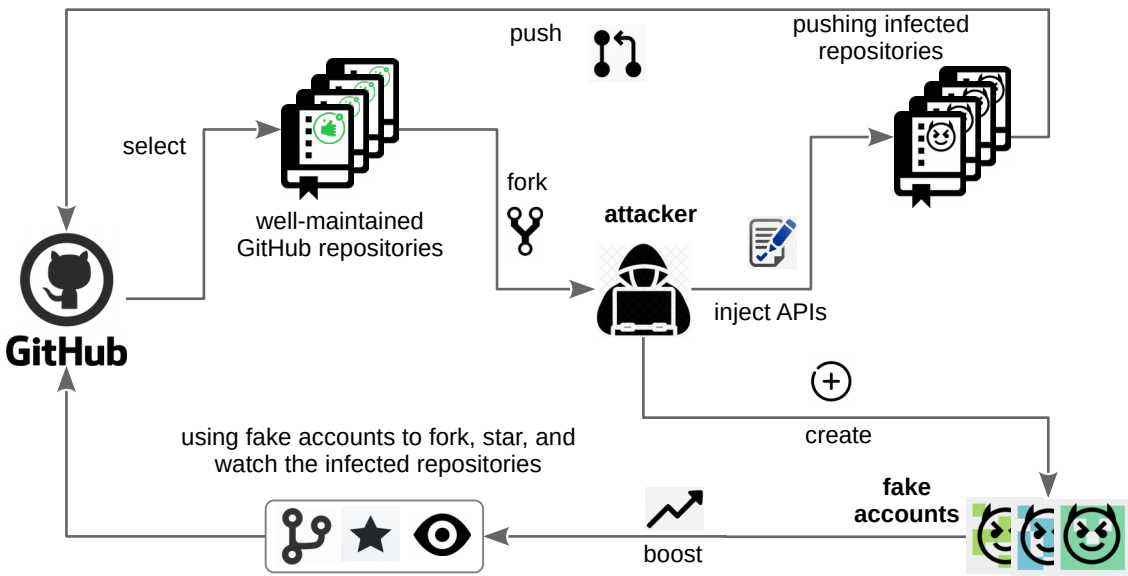 push
pushing infected
repositories
select
well-maintained
GitHub repositories
fork
attacker
inject APIs
GitHub
create
using fake accounts to fork, star, and
watch the infected repositories
fake
accounts
boost